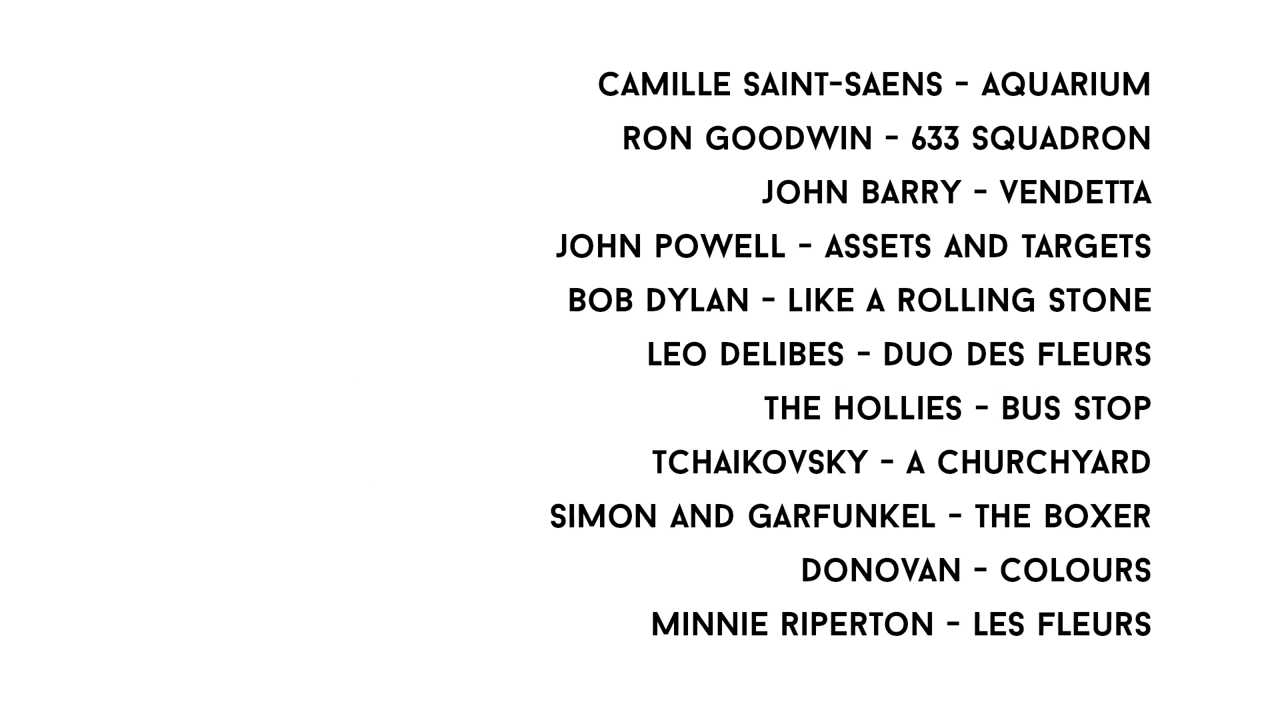 CAMILLE SAINT-SAENS - AQUARIUM
RON GOODWIN - 633 SQUADRON
JOHN BARRY - VENDETTA
JOHN POWELL - ASSETS AND TARGETS
BOB DYLAN - LIKE A ROLLING STONE
LEO DELIBES - DUO DES FLEURS
THE HOLLIES - BUS STOP
TCHAIKOVSKY - A CHURCHYARD
SIMON AND GARFUNKEL - THE BOXER
DONOVAN - COLOURS
MINNIE RIPERTON - LES FLEURS